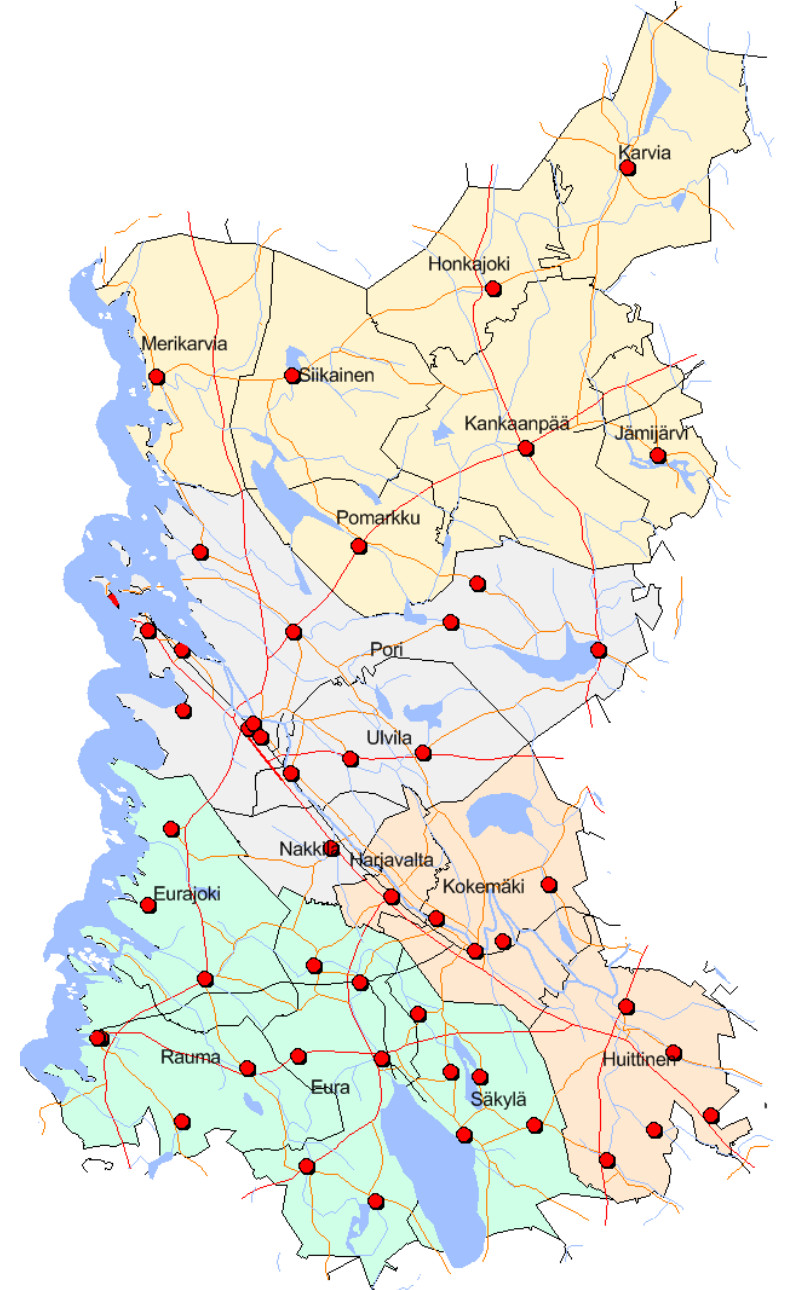 Karvia
Honkajoki
Merikarvia
Siikainen
Kankaanpää
Jämijärvi
Pomarkku
Pori
Ulvila
Nakkila
Harjavalta
Kokemäki
Eurajoki
Rauma
Eura
Huittinen
Säkylä